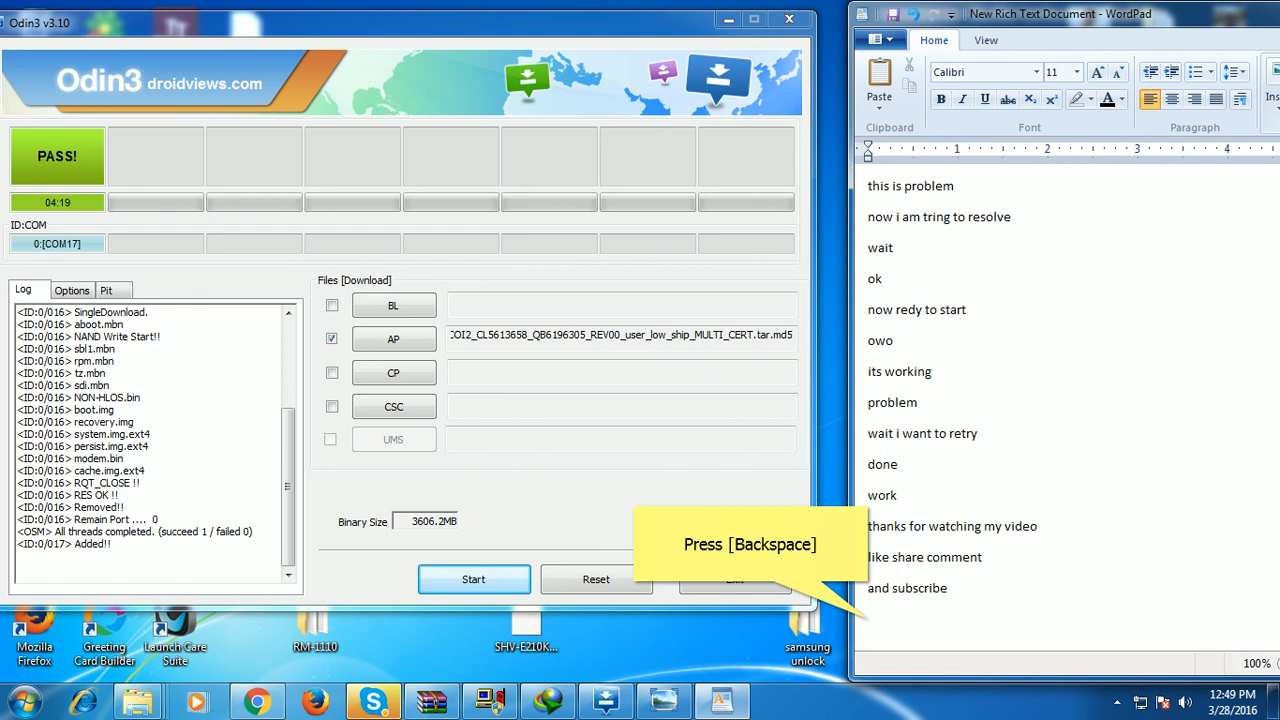 Odin3 v3.10
Odin3 droidviews.com
PASS!
04:19
ID:COM
0:[COM17]
Log
Options
Pit
<ID:0/016> SingleDownload.
<ID:0/016> aboot.mbn
<ID:0/016> NAND Write Start!!
<ID:0/016> sbl1.mbn
<ID:0/016> rpm.mbn
<ID:0/016> tz.mbn
<ID:0/016> sdi.mbn
<ID:0/016> NON-HLOS.bin
<ID:0/016> boot.img
<ID:0/016> recovery.img
<ID:0/016> system.img.ext4
<ID:0/016> persist.img.ext4
<ID:0/016> modem.bin
<ID:0/016> cache.img.ext4
<ID:0/016> RQT_CLOSE !!
<ID:0/016> RES OK !!
<ID:0/016> Removed!!
<ID:0/016> Remain Port .... 0
<OSM> All threads completed. (succeed 1 / failed 0)
<ID:0/017> Added!!
Files [Download]
BL
AP
COI2_CL5613658_QB6196305_REV00_user_low_ship_MULTI_CERT.tar.md5
CP
CSC
UMS
Binary Size
3606.2MB
Start
Reset
Press [Backspace]
New Rich Text Document - WordPad
Home
View
Paste
Calibri
11
Clipboard
Font
Paragraph
1 2 3 4
this is problem
now i am tring to resolve
wait
ok
now redy to start
owo
its working
problem
wait i want to retry
done
work
thanks for watching my video
like share comment
and subscribe
100%
Mozilla
Firefox
Greeting
Card Builder
Launch Care
Suite
RM-1110
SHV-E210K...
samsung
unlock
12:49 PM
3/28/2016